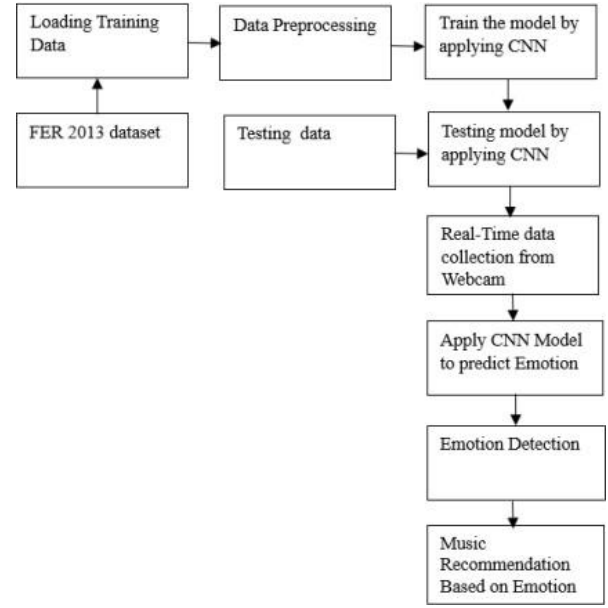 Loading Training
Data
Data Preprocessing
Train the model by
applying CNN
FER 2013 dataset
Testing data
Testing model by
applying CNN
Real-Time data
collection from
Webcam
Apply CNN Model
to predict Emotion
Emotion Detection
Music
Recommendation
Based on Emotion